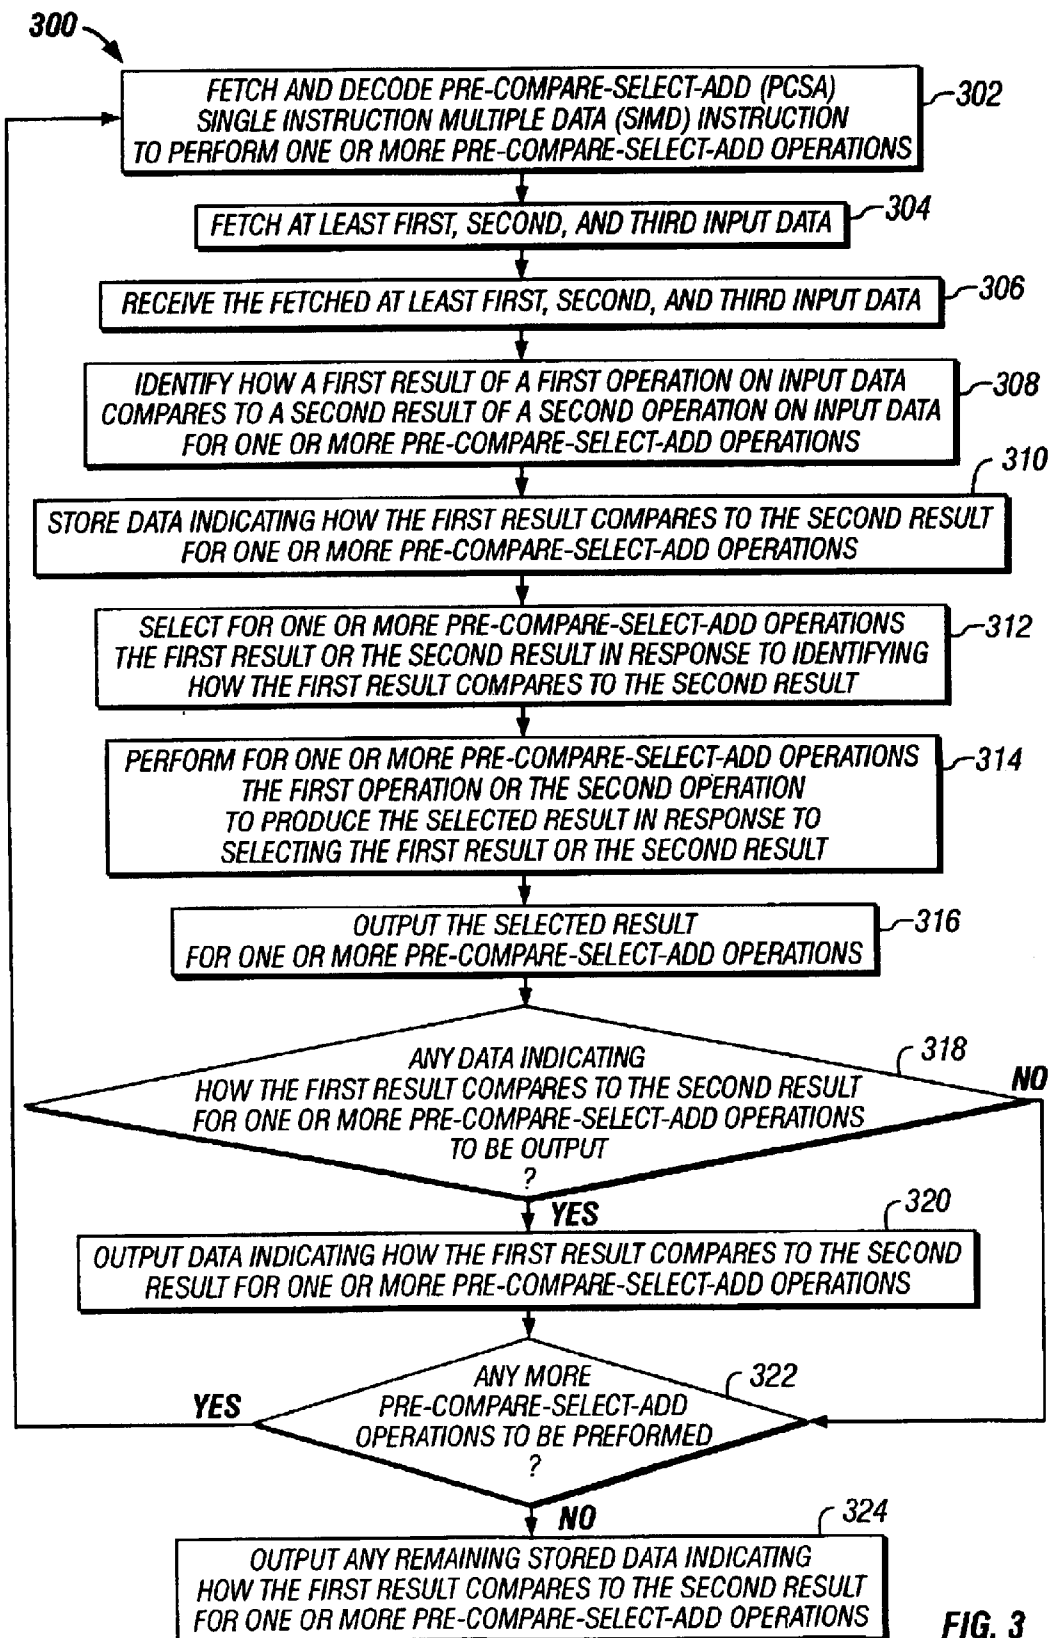 300
FETCH AND DECODE PRE-COMPARE-SELECT-ADD (PCSA)
SINGLE INSTRUCTION MULTIPLE DATA (SIMD) INSTRUCTION
TO PERFORM ONE OR MORE PRE-COMPARE-SELECT-ADD OPERATIONS
302
FETCH AT LEAST FIRST, SECOND, AND THIRD INPUT DATA
304
RECEIVE THE FETCHED AT LEAST FIRST, SECOND, AND THIRD INPUT DATA
306
IDENTIFY HOW A FIRST RESULT OF A FIRST OPERATION ON INPUT DATA
COMPARES TO A SECOND RESULT OF A SECOND OPERATION ON INPUT DATA
FOR ONE OR MORE PRE-COMPARE-SELECT-ADD OPERATIONS
308
310
STORE DATA INDICATING HOW THE FIRST RESULT COMPARES TO THE SECOND RESULT
FOR ONE OR MORE PRE-COMPARE-SELECT-ADD OPERATIONS
SELECT FOR ONE OR MORE PRE-COMPARE-SELECT-ADD OPERATIONS
THE FIRST RESULT OR THE SECOND RESULT IN RESPONSE TO IDENTIFYING
HOW THE FIRST RESULT COMPARES TO THE SECOND RESULT
312
PERFORM FOR ONE OR MORE PRE-COMPARE-SELECT-ADD OPERATIONS
THE FIRST OPERATION OR THE SECOND OPERATION
TO PRODUCE THE SELECTED RESULT IN RESPONSE TO
SELECTING THE FIRST RESULT OR THE SECOND RESULT
314
OUTPUT THE SELECTED RESULT
FOR ONE OR MORE PRE-COMPARE-SELECT-ADD OPERATIONS
316
ANY DATA INDICATING
HOW THE FIRST RESULT COMPARES TO THE SECOND RESULT
FOR ONE OR MORE PRE-COMPARE-SELECT-ADD OPERATIONS
TO BE OUTPUT
?
318
NO
YES
320
OUTPUT DATA INDICATING HOW THE FIRST RESULT COMPARES TO THE SECOND
RESULT FOR ONE OR MORE PRE-COMPARE-SELECT-ADD OPERATIONS
ANY MORE
PRE-COMPARE-SELECT-ADD
OPERATIONS TO BE PREFORMED
?
322
YES
NO
324
OUTPUT ANY REMAINING STORED DATA INDICATING
HOW THE FIRST RESULT COMPARES TO THE SECOND RESULT
FOR ONE OR MORE PRE-COMPARE-SELECT-ADD OPERATIONS
FIG. 3